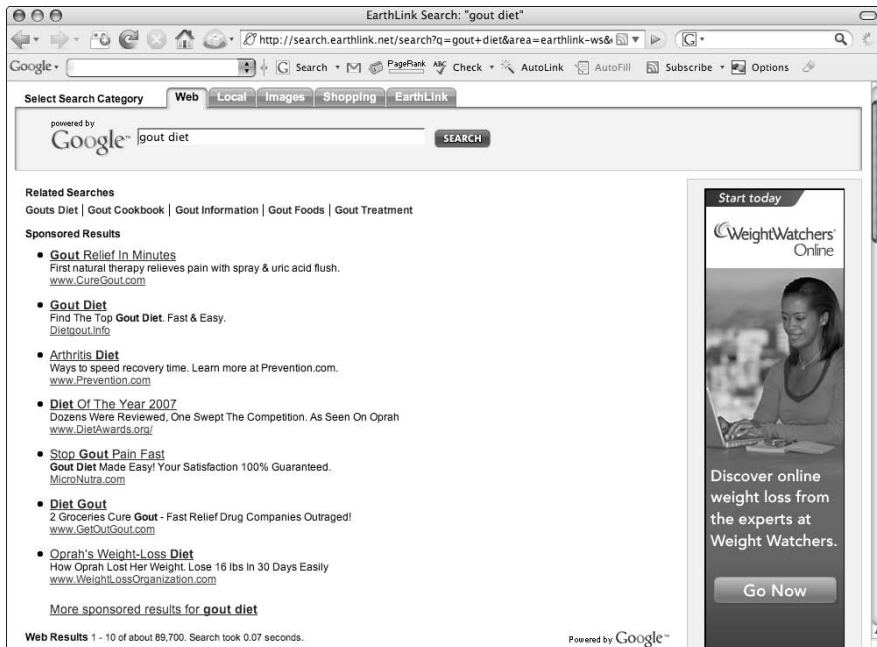 EarthLink Search: "gout diet"
http://search.earthlink.net/search?q=gout+diet&area=earthlink-ws&
G
Google
G Search PageRank ABC Check AutoLink AutoFill Subscribe Options
Select Search Category Web Local Images Shopping EarthLink
powered by
Google™ gout diet SEARCH
Related Searches
Gouts Diet | Gout Cookbook | Gout Information | Gout Foods | Gout Treatment
Sponsored Results
• Gout Relief In Minutes
First natural therapy relieves pain with spray & uric acid flush.
www.CureGout.com
• Gout Diet
Find The Top Gout Diet. Fast & Easy.
Dietgout.Info
• Arthritis Diet
Ways to speed recovery time. Learn more at Prevention.com.
www.Prevention.com
• Diet Of The Year 2007
Dozens Were Reviewed, One Swept The Competition. As Seen On Oprah
www.DietAwards.org/
• Stop Gout Pain Fast
Gout Diet Made Easy! Your Satisfaction 100% Guaranteed.
MicroNutra.com
• Diet Gout
2 Groceries Cure Gout - Fast Relief Drug Companies Outraged!
www.GetOutGout.com
• Oprah's Weight-Loss Diet
How Oprah Lost Her Weight. Lose 16 lbs In 30 Days Easily
www.WeightLossOrganization.com
More sponsored results for gout diet
Web Results 1 - 10 of about 89,700. Search took 0.07 seconds.
Powered by Google™
Start today
WeightWatchers®
Online
Discover online
weight loss from
the experts at
Weight Watchers.
Go Now